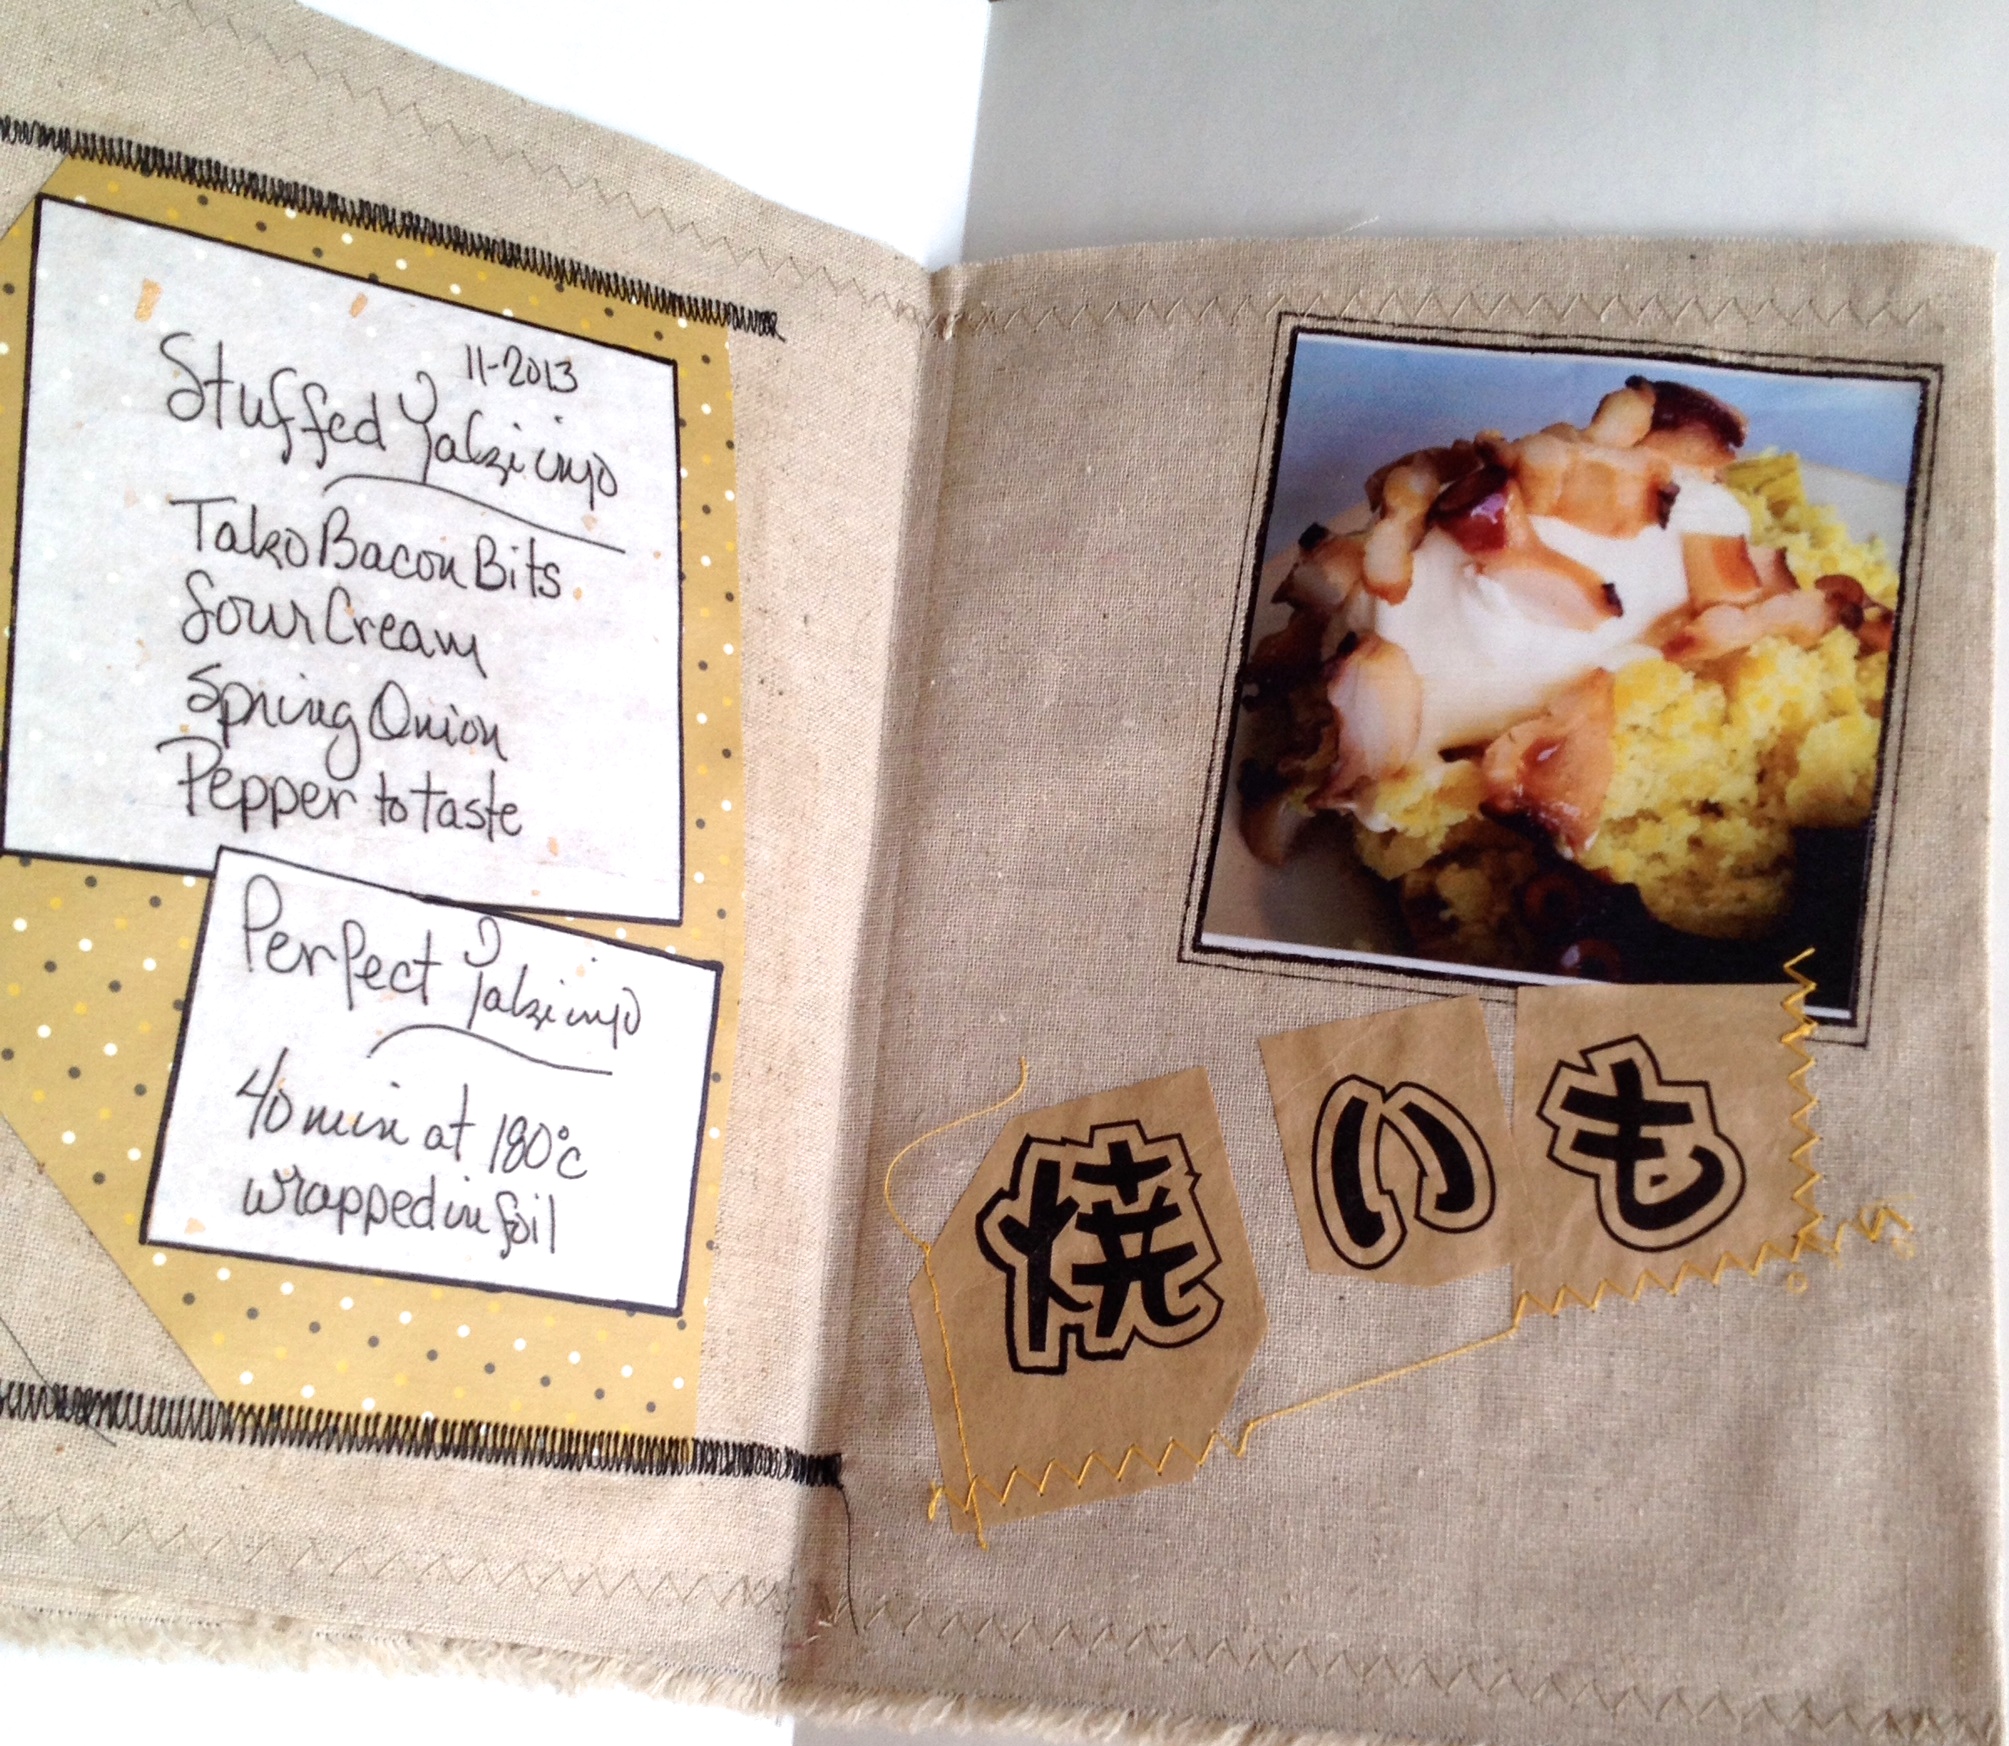 11-2013
Stuffed Yakiimo
Tako Bacon Bits
Sour Cream
Spring Onion
Pepper to taste
Perfect Yakiimo
40 min at 180°c
wrapped in foil
焼いも